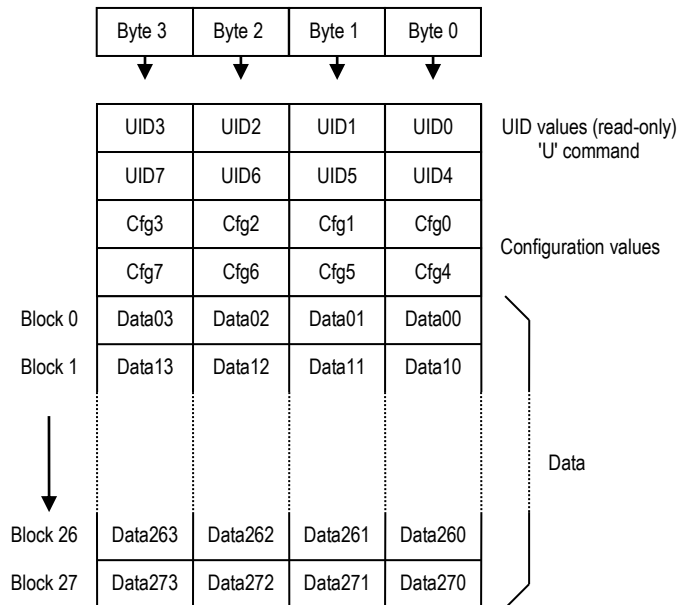 Byte 3 Byte 2 Byte 1 Byte 0
UID3 UID2 UID1 UID0 UID values (read-only)
'U' command
UID7 UID6 UID5 UID4
Cfg3 Cfg2 Cfg1 Cfg0
Configuration values
Cfg7 Cfg6 Cfg5 Cfg4
Block 0 Data03 Data02 Data01 Data00
Block 1 Data13 Data12 Data11 Data10
Data
Block 26 Data263 Data262 Data261 Data260
Block 27 Data273 Data272 Data271 Data270